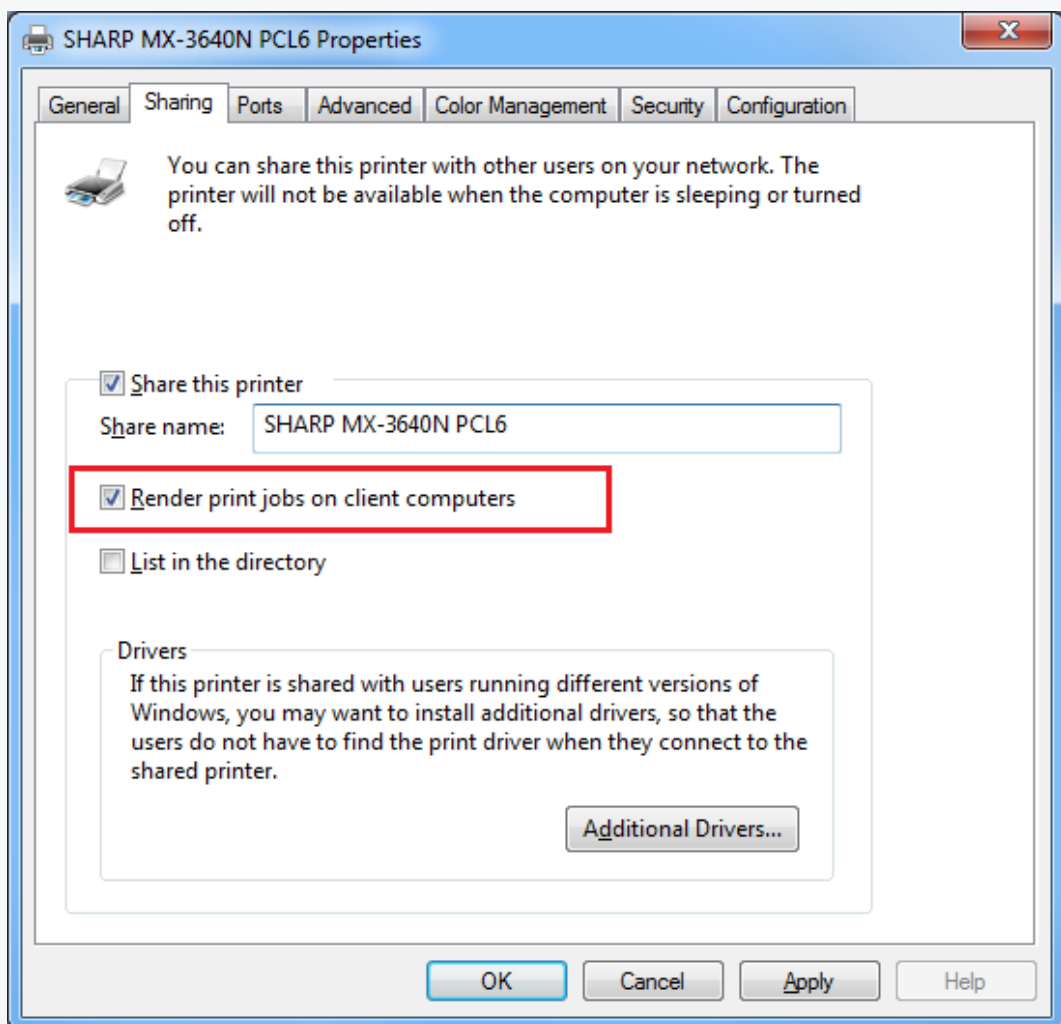 SHARP MX-3640N PCL6 Properties
General Sharing Ports Advanced Color Management Security Configuration
You can share this printer with other users on your network. The
printer will not be available when the computer is sleeping or turned
off.
Share this printer
Share name: SHARP MX-3640N PCL6
Render print jobs on client computers
List in the directory
Drivers
If this printer is shared with users running different versions of
Windows, you may want to install additional drivers, so that the
users do not have to find the print driver when they connect to the
shared printer.
Additional Drivers...
OK Cancel Apply Help